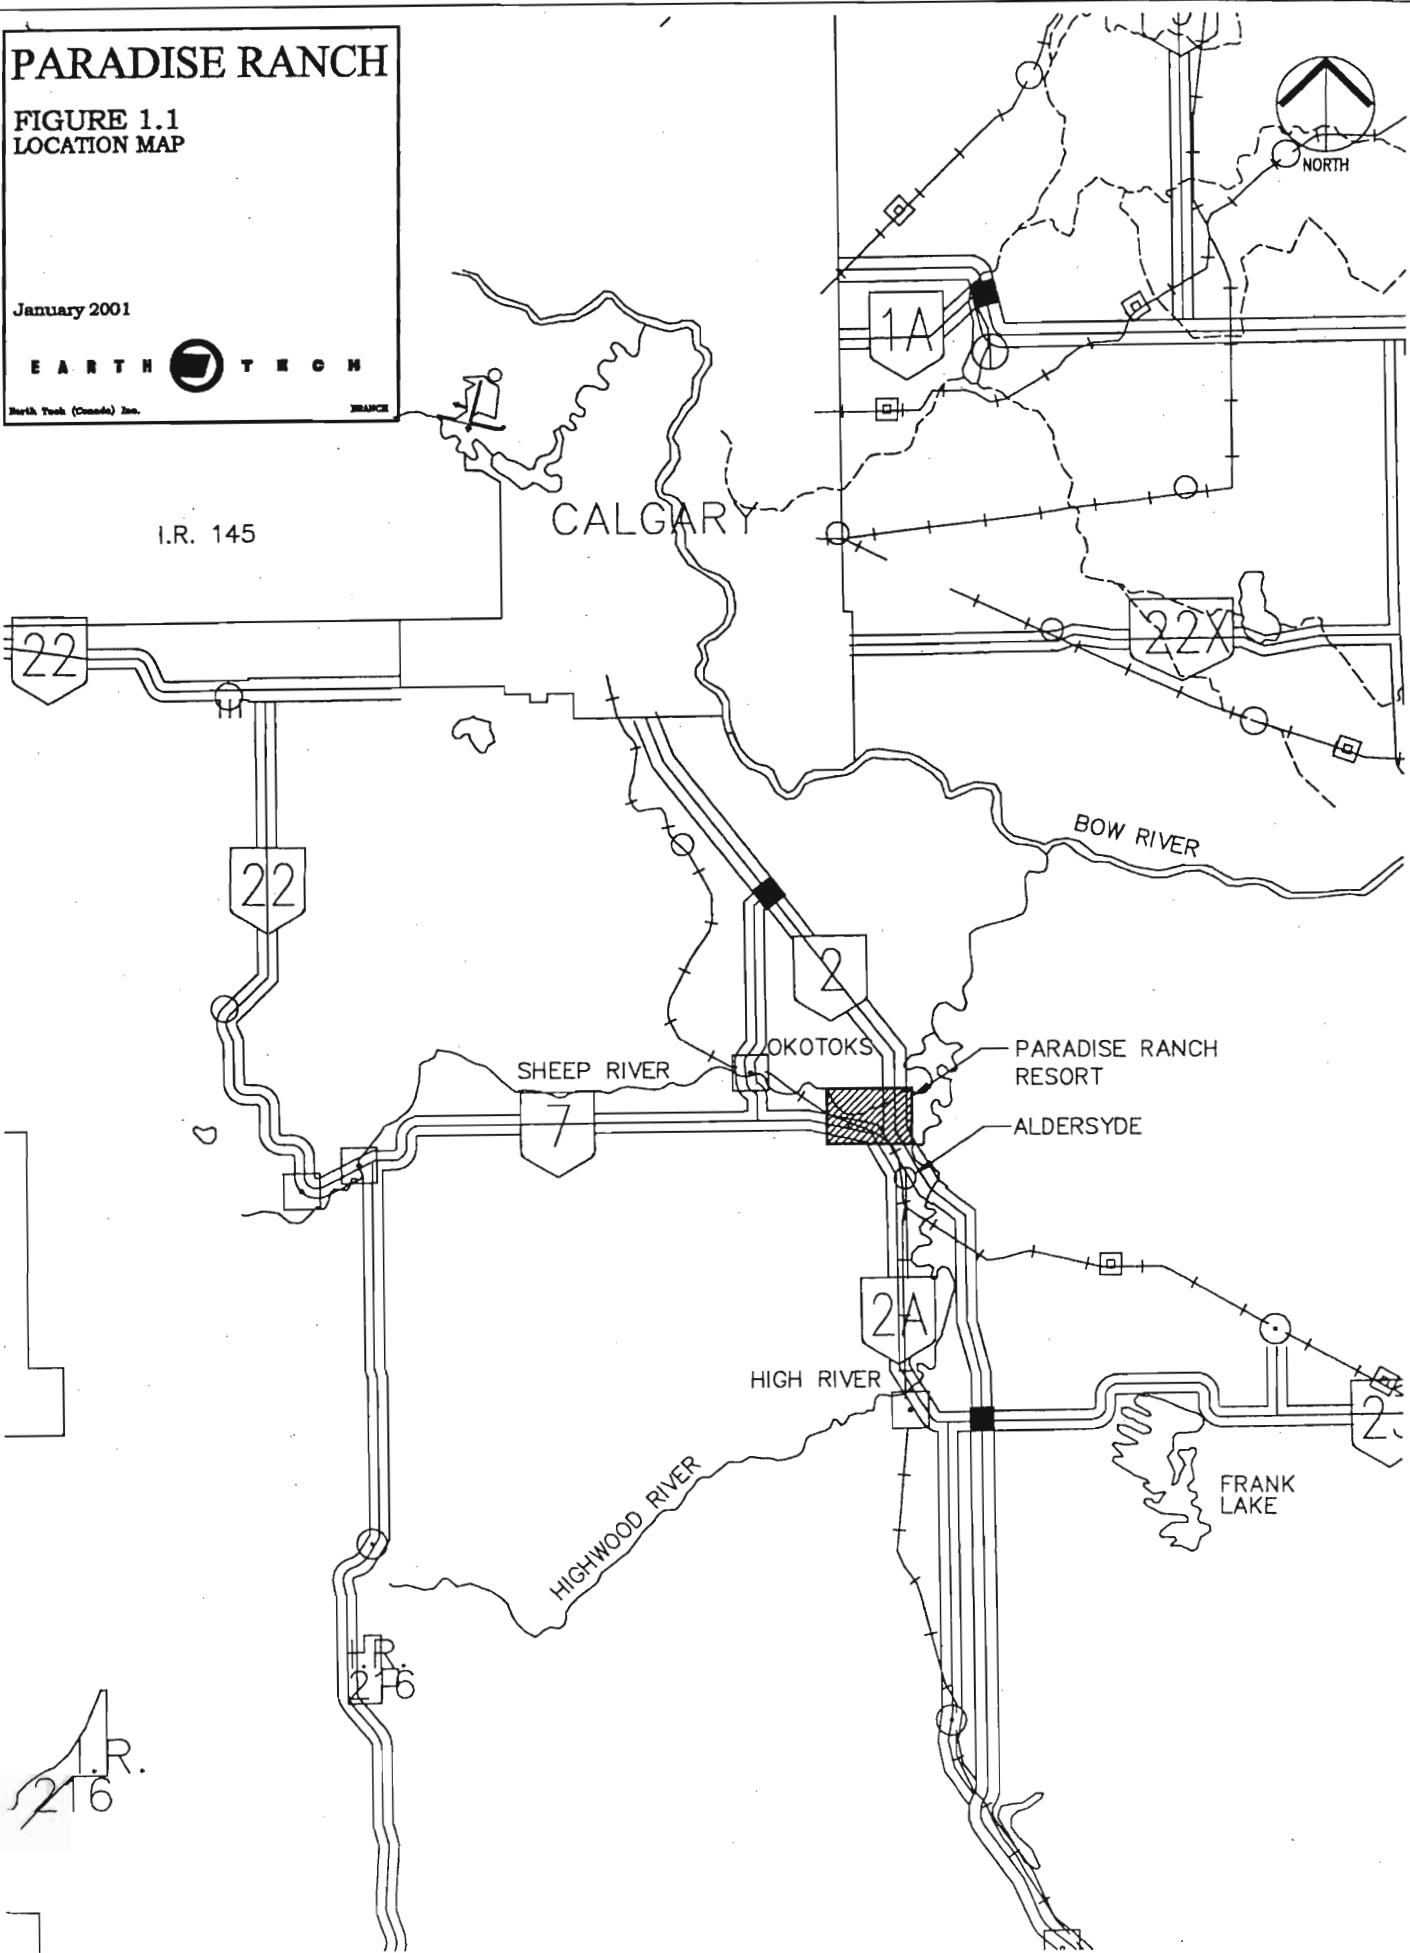 PARADISE RANCH
FIGURE 1.1
LOCATION MAP
January 2001
EARTH TECH
Earth Tech (Canada) Inc.
NORTH
1A
CALGARY
I.R. 145
22
22X
BOW RIVER
22
2
OKOTOKS
SHEEP RIVER
PARADISE RANCH
RESORT
7
ALDERSYDE
2A
HIGH RIVER
HIGHWOOD RIVER
FRANK
LAKE
I.R.
216
I.R.
216